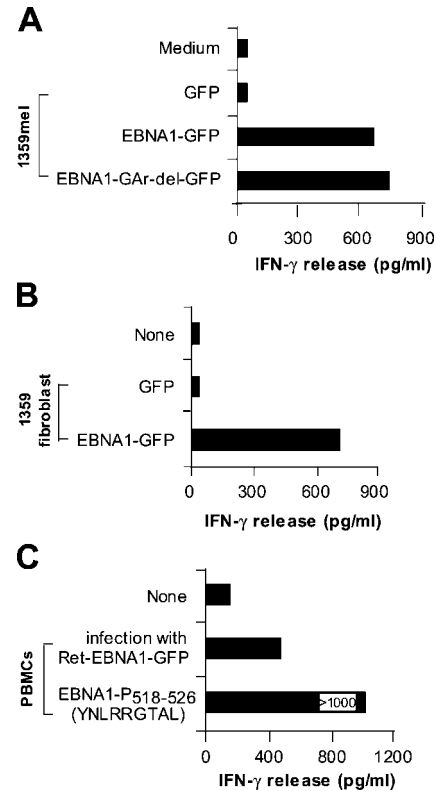 A
Medium
GFP
1359mel
EBNA1-GFP
EBNA1-GAr-del-GFP
0 300 600 900
IFN-γ release (pg/ml)
B
None
GFP
1359
fibroblast
EBNA1-GFP
0 300 600 900
IFN-γ release (pg/ml)
C
None
infection with
Ret-EBNA1-GFP
PBMCs
EBNA1-P518-526
(YNLRRGTAL)
>1000
0 400 800 1200
IFN-γ release (pg/ml)